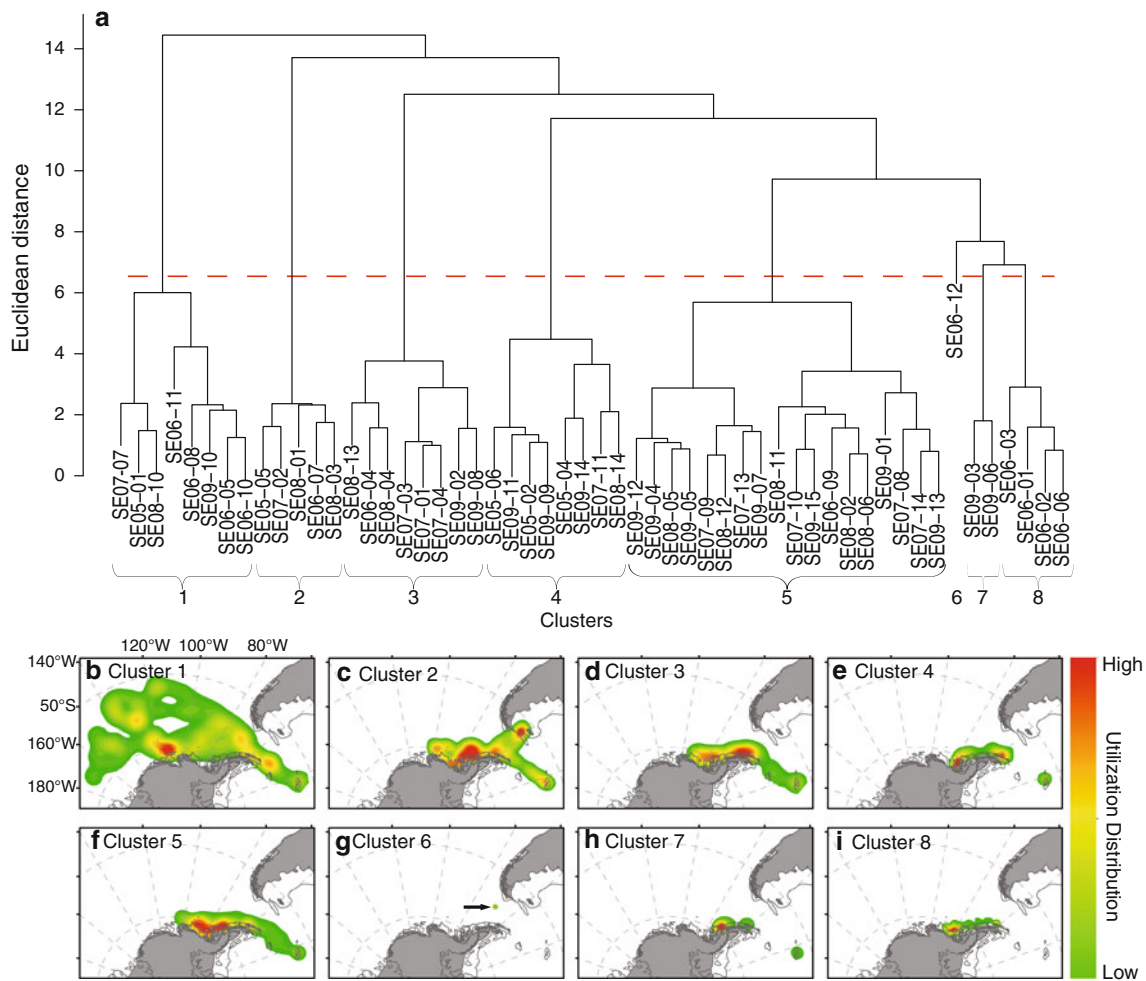 a
14
12
10
8
6
4
2
0
Euclidean distance
SE07-07
SE05-01
SE08-10
SE06-11
SE06-08
SE09-10
SE06-05
SE06-10
SE05-05
SE07-02
SE08-01
SE06-07
SE08-03
SE08-13
SE06-04
SE08-04
SE07-03
SE07-01
SE07-04
SE09-02
SE09-08
SE05-06
SE09-11
SE05-02
SE09-09
SE05-04
SE09-14
SE07-11
SE08-14
SE09-12
SE09-04
SE08-05
SE09-05
SE07-09
SE08-12
SE07-13
SE09-07
SE08-11
SE07-10
SE09-15
SE06-09
SE08-02
SE08-06
SE09-01
SE07-08
SE07-14
SE09-13
SE06-12
SE09-03
SE09-06
SE06-03
SE06-01
SE06-02
SE06-06
1 2 3 4 5 6 7 8
Clusters
120°W 100°W 80°W
140°W
50°S
160°W
180°W
b Cluster 1
c Cluster 2
d Cluster 3
e Cluster 4
f Cluster 5
g Cluster 6
h Cluster 7
i Cluster 8
High
Utilization Distribution
Low